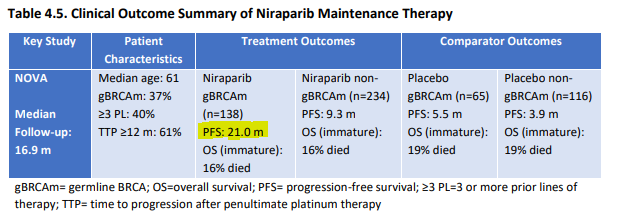 Table 4.5. Clinical Outcome Summary of Niraparib Maintenance Therapy
Key Study
Patient
Characteristics
Treatment Outcomes
Comparator Outcomes
NOVA
Median
Follow-up:
16.9 m
Median age: 61
gBRCAm: 37%
≥3 PL: 40%
TTP ≥12 m: 61%
Niraparib
gBRCAm
(n=138)
PFS: 21.0 m
OS (immature):
16% died
Niraparib non-
gBRCAm (n=234)
PFS: 9.3 m
OS (immature):
16% died
Placebo
gBRCAm (n=65)
PFS: 5.5 m
OS (immature):
19% died
Placebo non-
gBRCAm (n=116)
PFS: 3.9 m
OS (immature):
19% died
gBRCAm= germline BRCA; OS=overall survival; PFS= progression-free survival; ≥3 PL=3 or more prior lines of
therapy; TTP= time to progression after penultimate platinum therapy